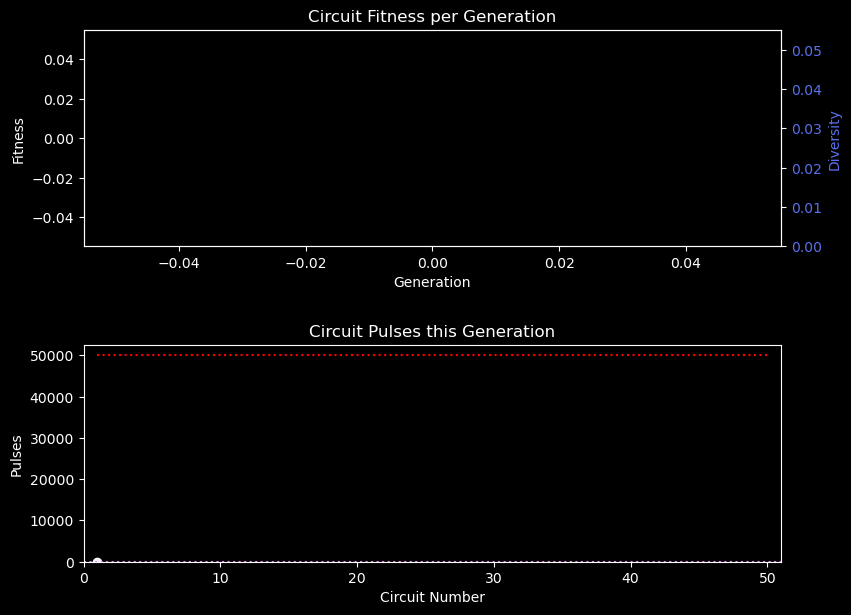 Circuit Fitness per Generation
0.04
0.02
0.00
−0.02
−0.04
Fitness
0.05
0.04
0.03
0.02
0.01
0.00
Diversity
−0.04 −0.02 0.00 0.02 0.04
Generation
Circuit Pulses this Generation
50000
40000
30000
20000
10000
0
Pulses
0 10 20 30 40 50
Circuit Number